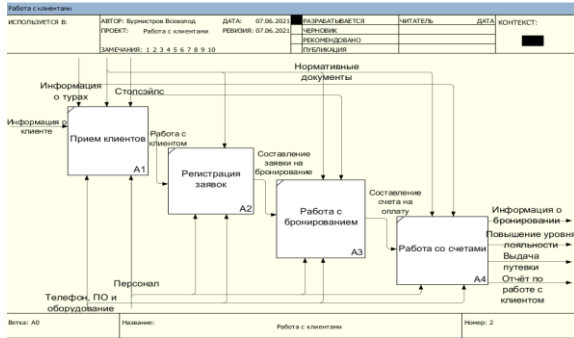 Работа с клиентами
ИСПОЛЬЗУЕТСЯ В:
АВТОР: Бурмистров Всеволод
ДАТА: 07.06.2021
РАЗРАБАТЫВАЕТСЯ
ЧИТАТЕЛЬ
ДАТА
КОНТЕКСТ:
ПРОЕКТ: Работа с клиентами
РЕВИЗИЯ: 07.06.2021
ЧЕРНОВИК
РЕКОМЕНДОВАНО
ЗАМЕЧАНИЯ: 1 2 3 4 5 6 7 8 9 10
ПУБЛИКАЦИЯ
Нормативные
документы
Информация
о турах
Стопсэйлс
Информация о
клиенте
Прием клиентов
A1
Работа с
клиентом
Регистрация
заявок
A2
Составление
заявки на
бронирование
Работа с
бронированием
A3
Составление
счета на
оплату
Работа со счетами
A4
Информация о
бронировании
Повышение уровня
лояльности
Выдача
путевки
Отчёт по
работе с
клиентом
Персонал
Телефон, ПО и
оборудование
Ветка: A0
Название:
Работа с клиентами
Номер: 2